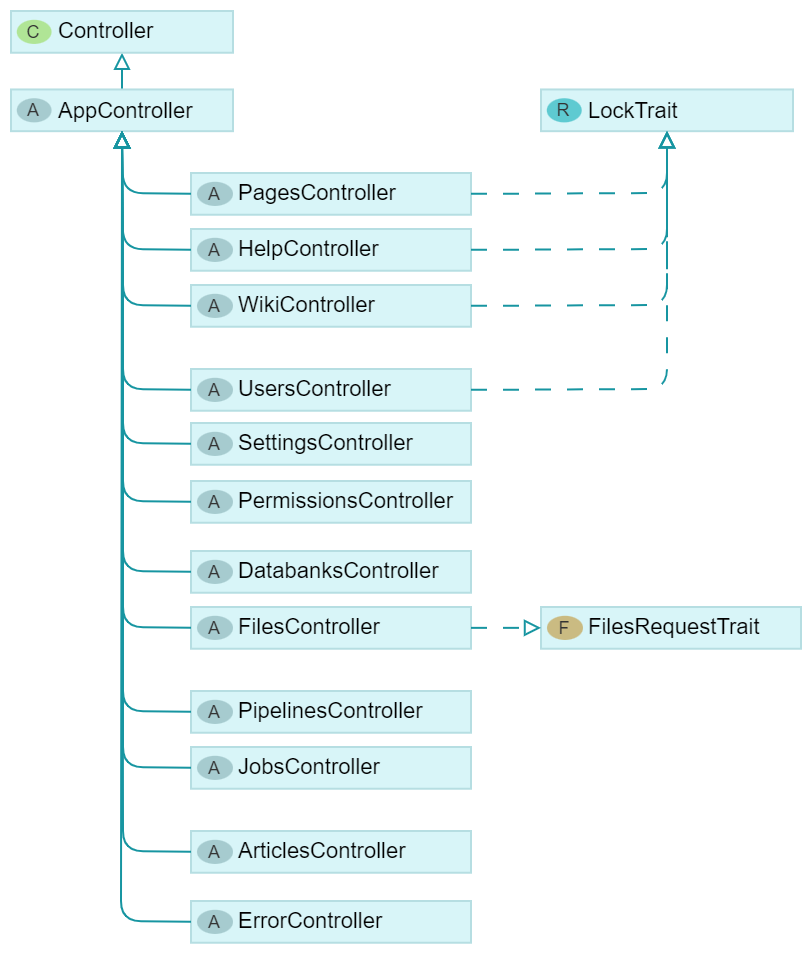 C Controller
A AppController
R LockTrait
A PagesController
A HelpController
A WikiController
A UsersController
A SettingsController
A PermissionsController
A DatabanksController
A FilesController
F FilesRequestTrait
A PipelinesController
A JobsController
A ArticlesController
A ErrorController